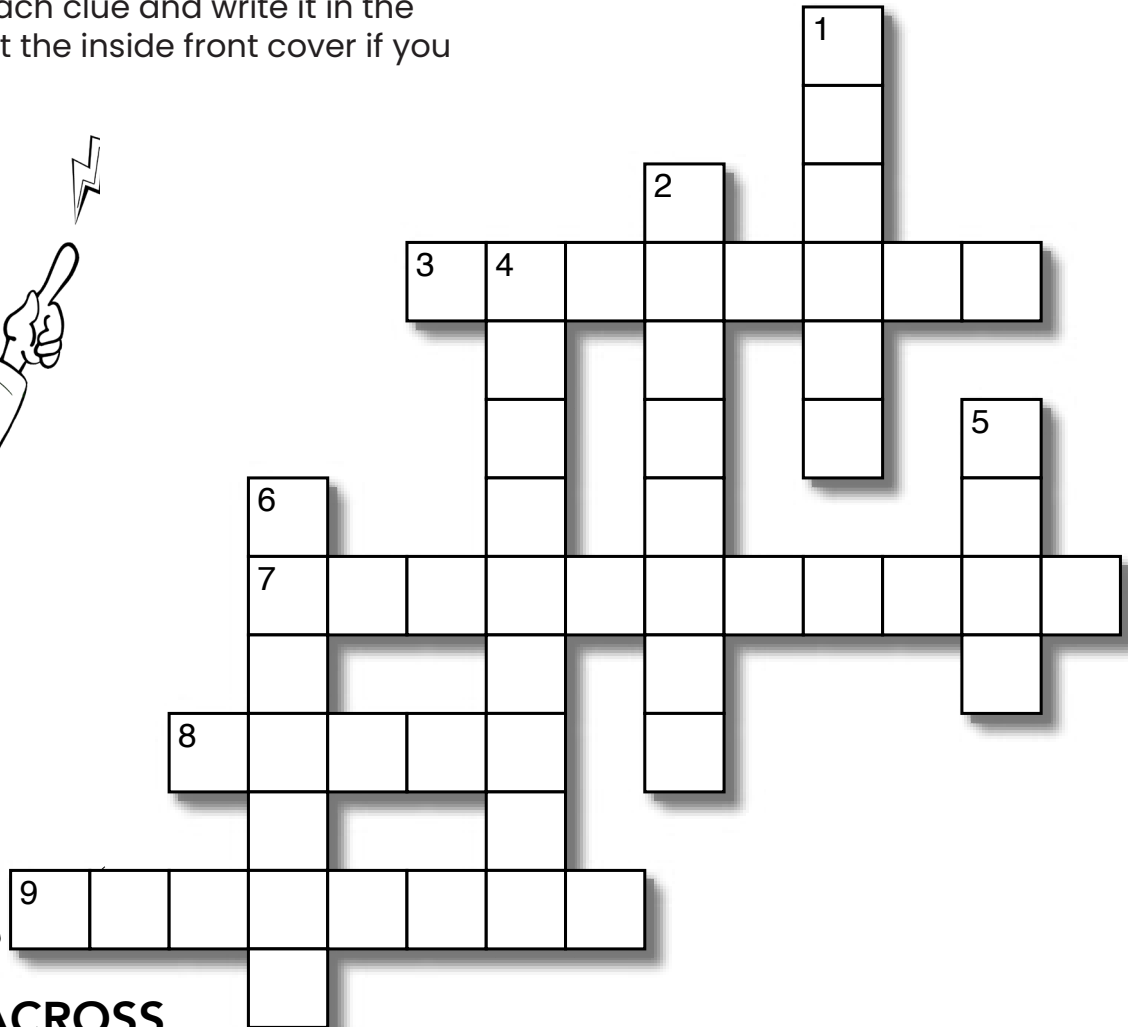 ach clue and write it in the
t the inside front cover if you
1
2
3 4
5
6
7
8
9
ACROSS